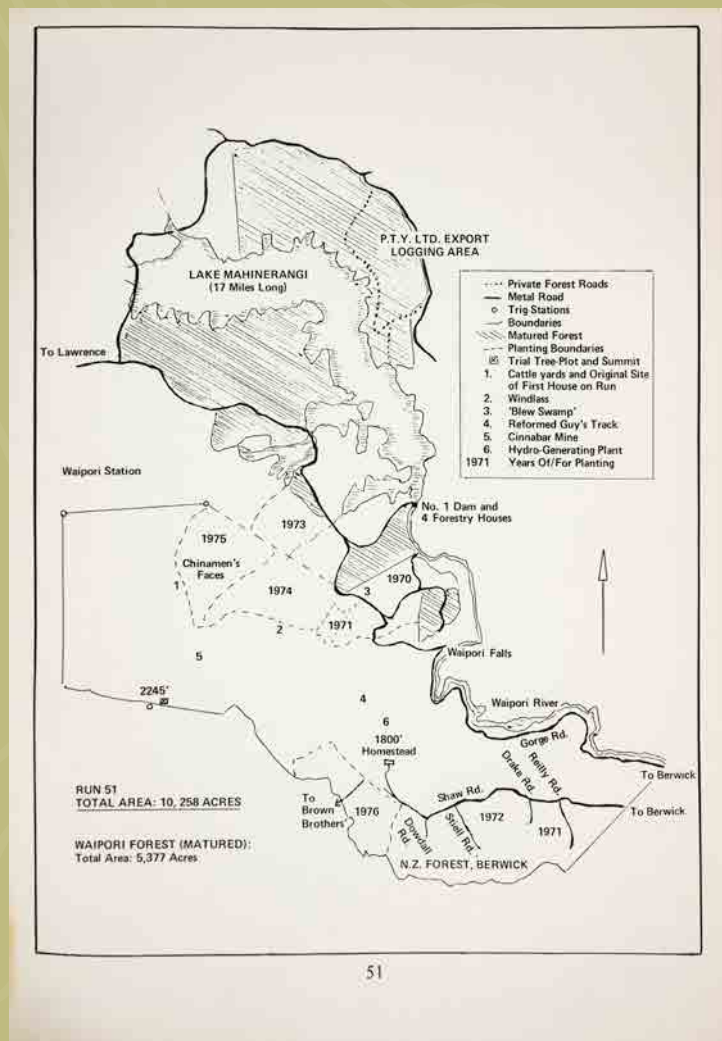 P.T.Y. LTD. EXPORT
LOGGING AREA
LAKE MAHINERANGI
(17 Miles Long)
Private Forest Roads
Metal Road
Trig Stations
Boundaries
Matured Forest
Planting Boundaries
Trial Tree-Plot and Summit
1. Cattle yards and Original Site
of First House on Run
2. Windlass
3. 'Blew Swamp'
4. Reformed Guy's Track
5. Cinnabar Mine
6. Hydro-Generating Plant
1971 Years Of/For Planting
To Lawrence
Waipori Station
No. 1 Dam and
4 Forestry Houses
1973
1975
Chinamen's
Faces
1970
1
1974
3
1971
2
Waipori Falls
5
2245'
4
Waipori River
6
1800'
Homestead
Gorge Rd.
Reilly Rd.
Drake Rd.
To Berwick
RUN 51
TOTAL AREA: 10, 258 ACRES
To
Brown
Brothers'
1976
Shaw Rd.
To Berwick
1972
1971
Stiell Rd.
Dowdall
Rd.
WAIPORI FOREST (MATURED):
Total Area: 5,377 Acres
N.Z. FOREST, BERWICK
51